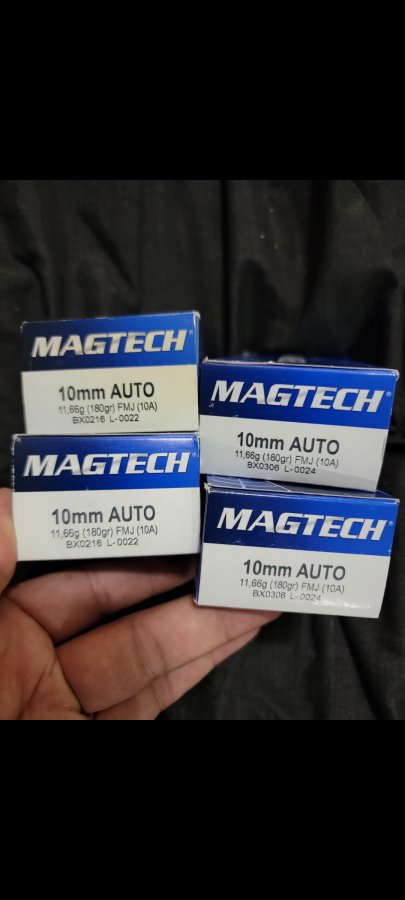 MAGTECH
10mm AUTO
11,66g (180gr) FMJ (10A)
BX0216 L-0022
MAGTECH
10mm AUTO
11,66g (180gr) FMJ (10A)
BX0216 L-0022
MAGTECH
10mm AUTO
11,66g (180gr) FMJ (10A)
BX0306 L-0024
MAGTECH
10mm AUTO
11,66g (180gr) FMJ (10A)
BX0306 L-0024